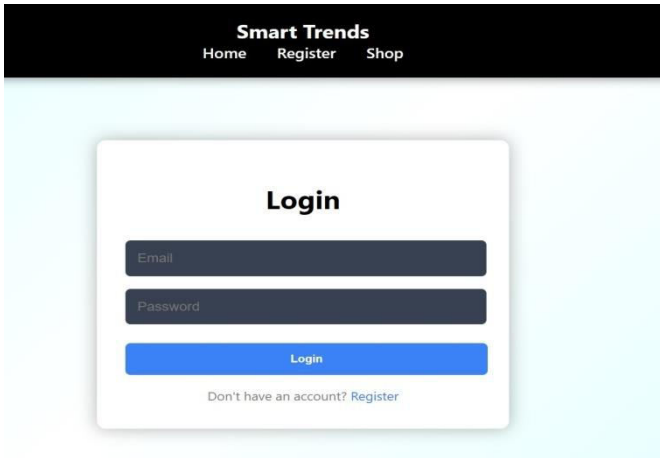 Smart Trends
Home Register Shop
Login
Email
Password
Login
Don't have an account? Register